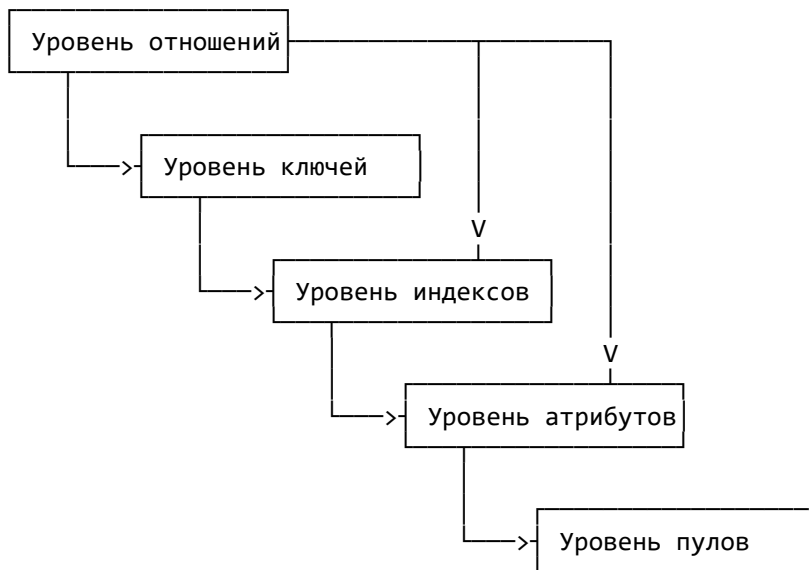 Уровень отношений
Уровень ключей
V
Уровень индексов
V
Уровень атрибутов
Уровень пулов